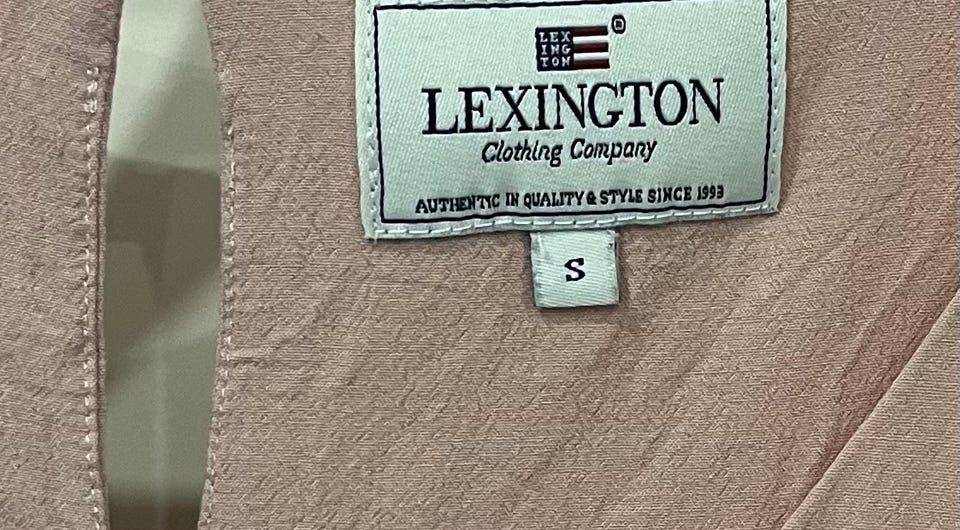 LEX
ING
TON
®
LEXINGTON
Clothing Company
AUTHENTIC IN QUALITY & STYLE SINCE 1993
S